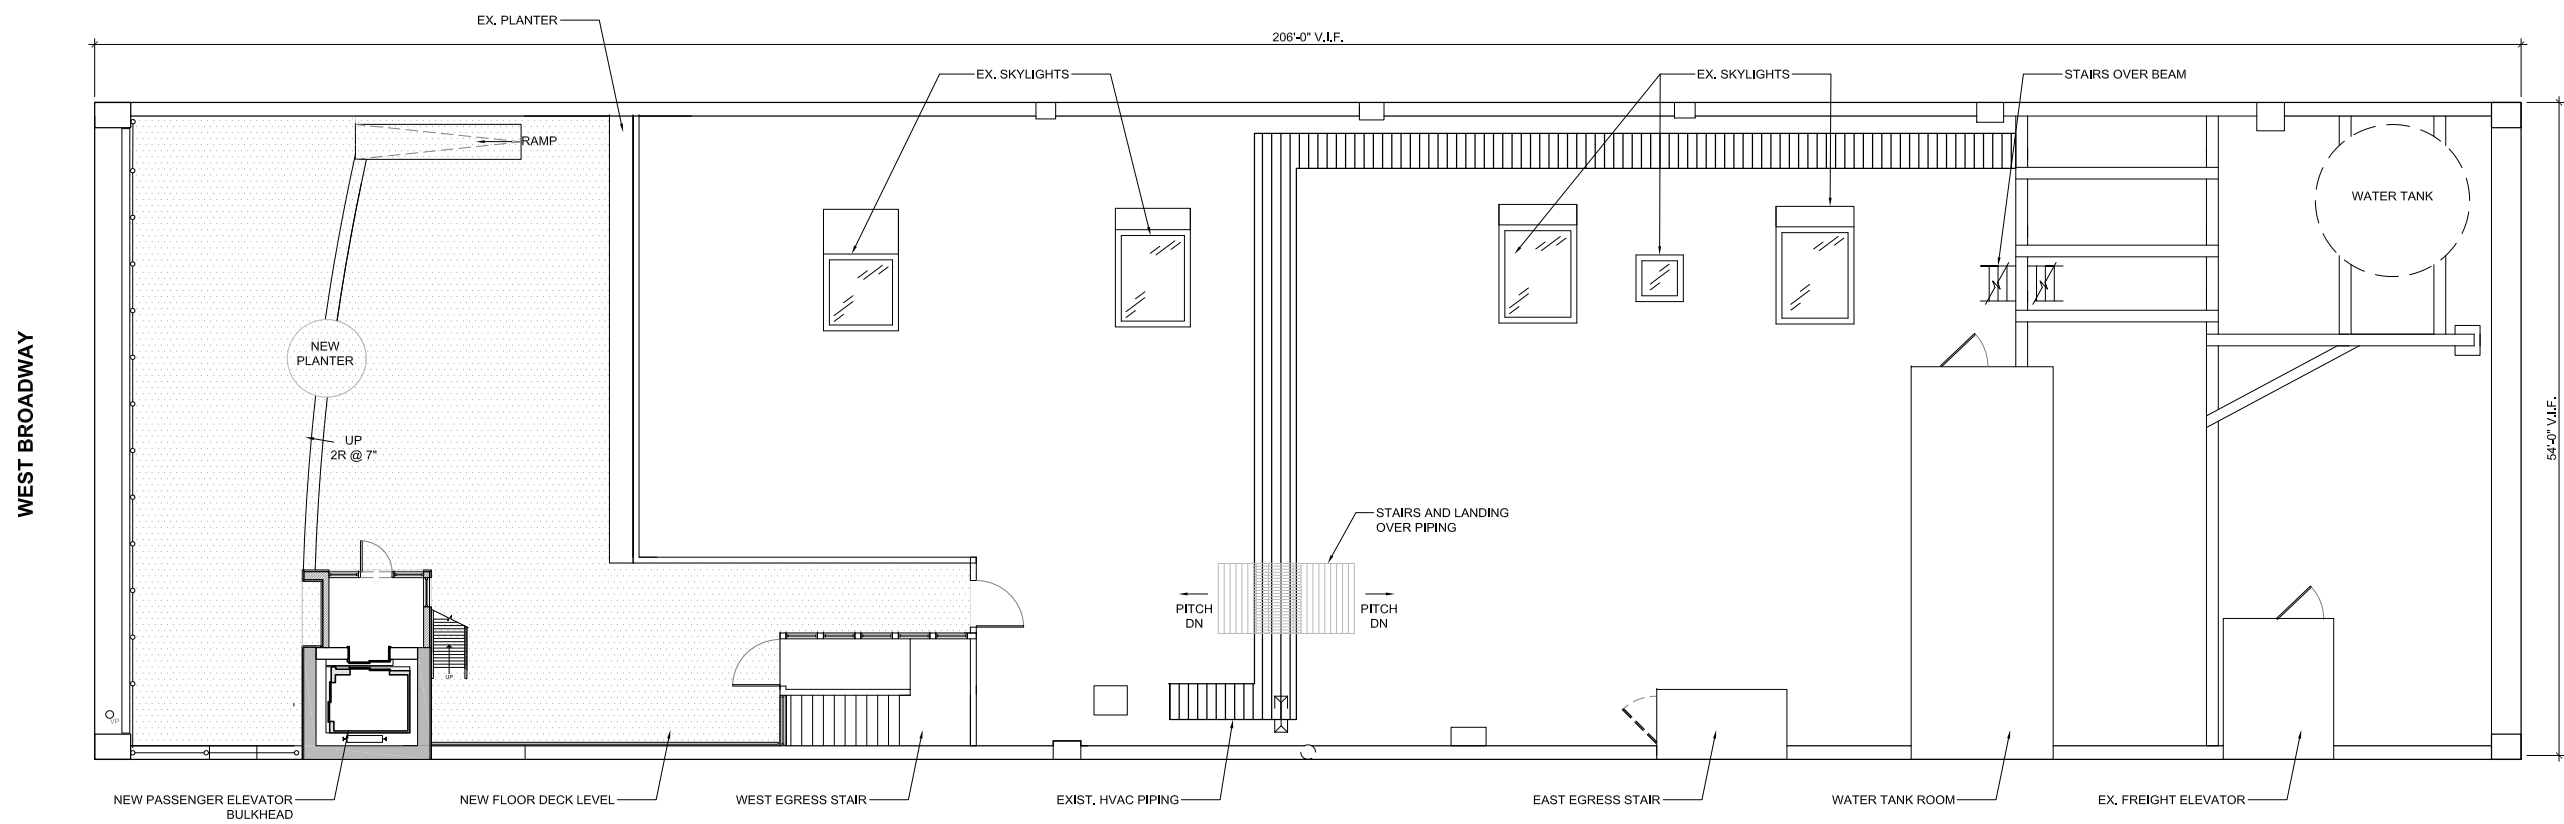 EX. PLANTER
206'-0" V.I.F.
EX. SKYLIGHTS
EX. SKYLIGHTS
STAIRS OVER BEAM
RAMP
WATER TANK
NEW
PLANTER
WEST BROADWAY
UP
2R @ 7"
54'-0" V.I.F.
STAIRS AND LANDING
OVER PIPING
PITCH
DN
PITCH
DN
UP
VP
NEW PASSENGER ELEVATOR
BULKHEAD
NEW FLOOR DECK LEVEL
WEST EGRESS STAIR
EXIST. HVAC PIPING
EAST EGRESS STAIR
WATER TANK ROOM
EX. FREIGHT ELEVATOR